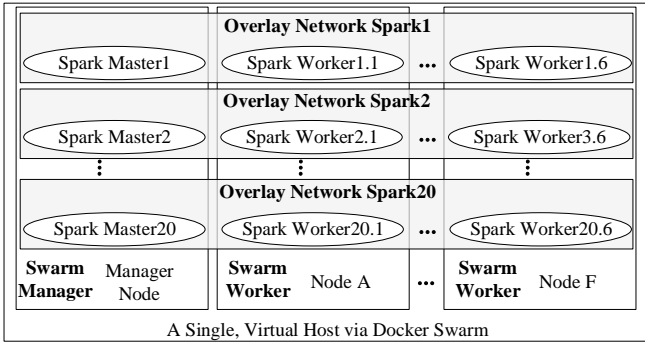 Overlay Network Spark1
Spark Master1 Spark Worker1.1 ... Spark Worker1.6
Overlay Network Spark2
Spark Master2 Spark Worker2.1 ... Spark Worker3.6
Overlay Network Spark20
Spark Master20 Spark Worker20.1 ... Spark Worker20.6
Swarm Manager Swarm
Manager Node Worker Node A ... Swarm
Worker Node F
A Single, Virtual Host via Docker Swarm